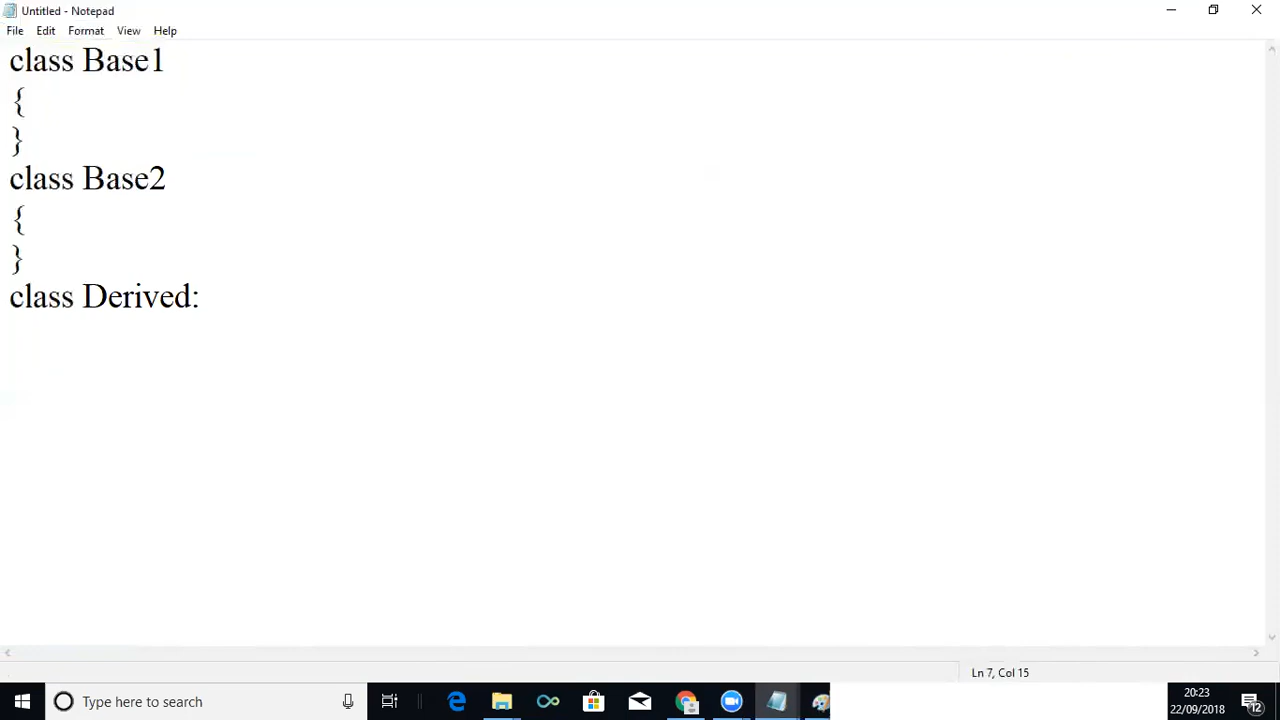 Untitled - Notepad
File Edit Format View Help
class Base1
{
}
class Base2
{
}
class Derived:
Ln 7, Col 15
Type here to search
20:23
22/09/2018
12